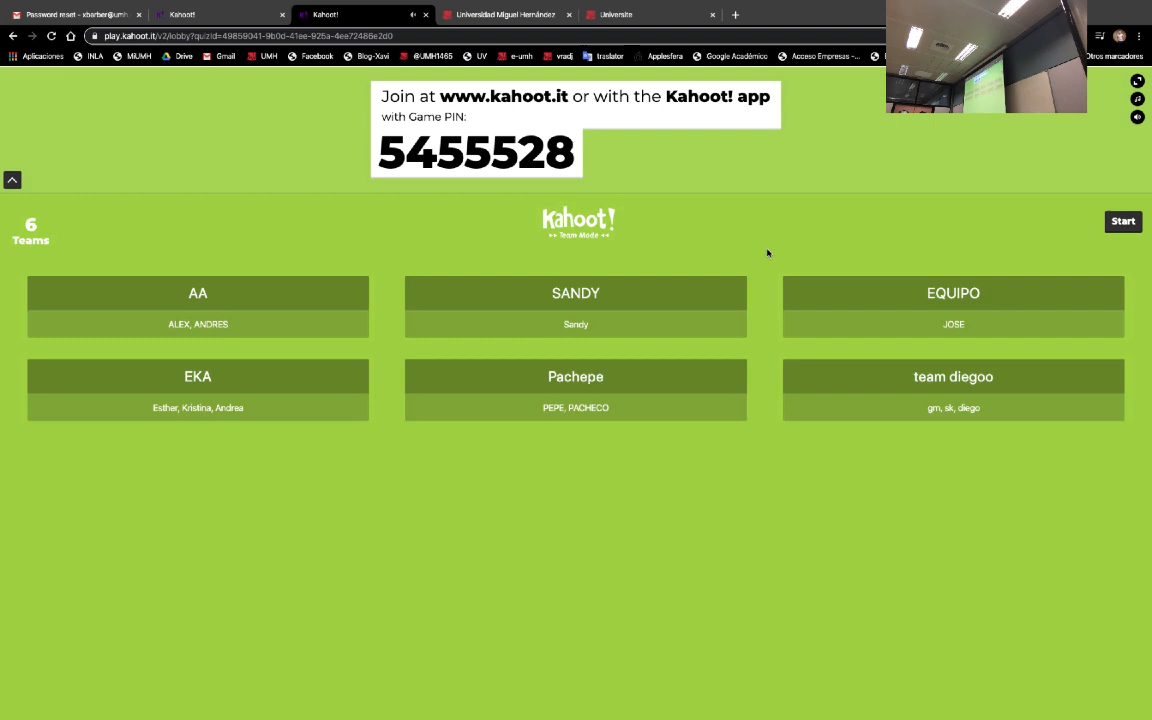 Password reset - xbarber@umh
Kahoot!
Kahoot!
Universidad Miguel Hernández
Universite
play.kahoot.it/v2/lobby?quizId=49859041-9b0d-41ee-925a-4ee72486e2d0
Aplicaciones INLA MiUMH Drive Gmail UMH Facebook Blog-Xavi @UMH1465 UV e-umh vradj traslator Applesfera Google Académico Acceso Empresas -... Otros marcadores
Join at www.kahoot.it or with the Kahoot! app
with Game PIN:
5455528
6
Teams
Kahoot!
Team Mode
Start
AA
ALEX, ANDRES
SANDY
Sandy
EQUIPO
JOSE
EKA
Esther, Kristina, Andrea
Pachepe
PEPE, PACHECO
team diegoo
gm, sk, diego